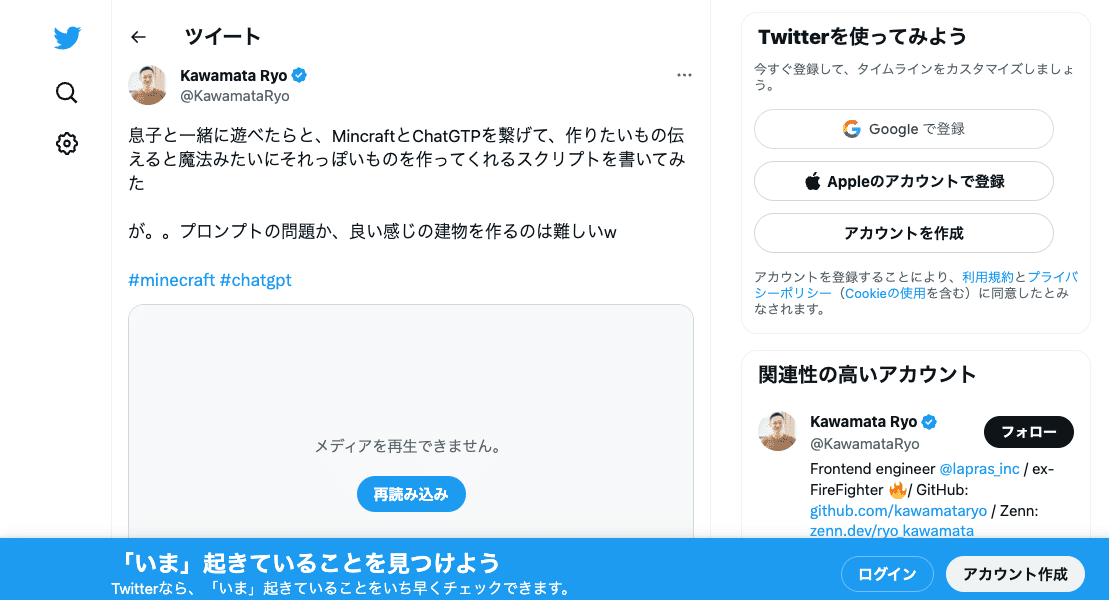 ツイート
Kawamata Ryo
@KawamataRyo
息子と一緒に遊べたらと、MincraftとChatGTPを繋げて、作りたいもの伝
えると魔法みたいにそれっぽいものを作ってくれるスクリプトを書いてみ
た
が。。プロンプトの問題か、良い感じの建物を作るのは難しいw
#minecraft #chatgpt
メディアを再生できません。
再読み込み
Twitterを使ってみよう
今すぐ登録して、タイムラインをカスタマイズしましょ
う。
Google で登録
Appleのアカウントで登録
アカウントを作成
アカウントを登録することにより、利用規約とプライバ
シーポリシー（Cookieの使用を含む）に同意したとみ
なされます。
関連性の高いアカウント
Kawamata Ryo
@KawamataRyo
フォロー
Frontend engineer @lapras_inc / ex-
FireFighter 🔥/ GitHub:
github.com/kawamataryo / Zenn:
zenn.dev/ryo_kawamata
「いま」起きていることを見つけよう
Twitterなら、「いま」起きていることをいち早くチェックできます。
ログイン
アカウント作成